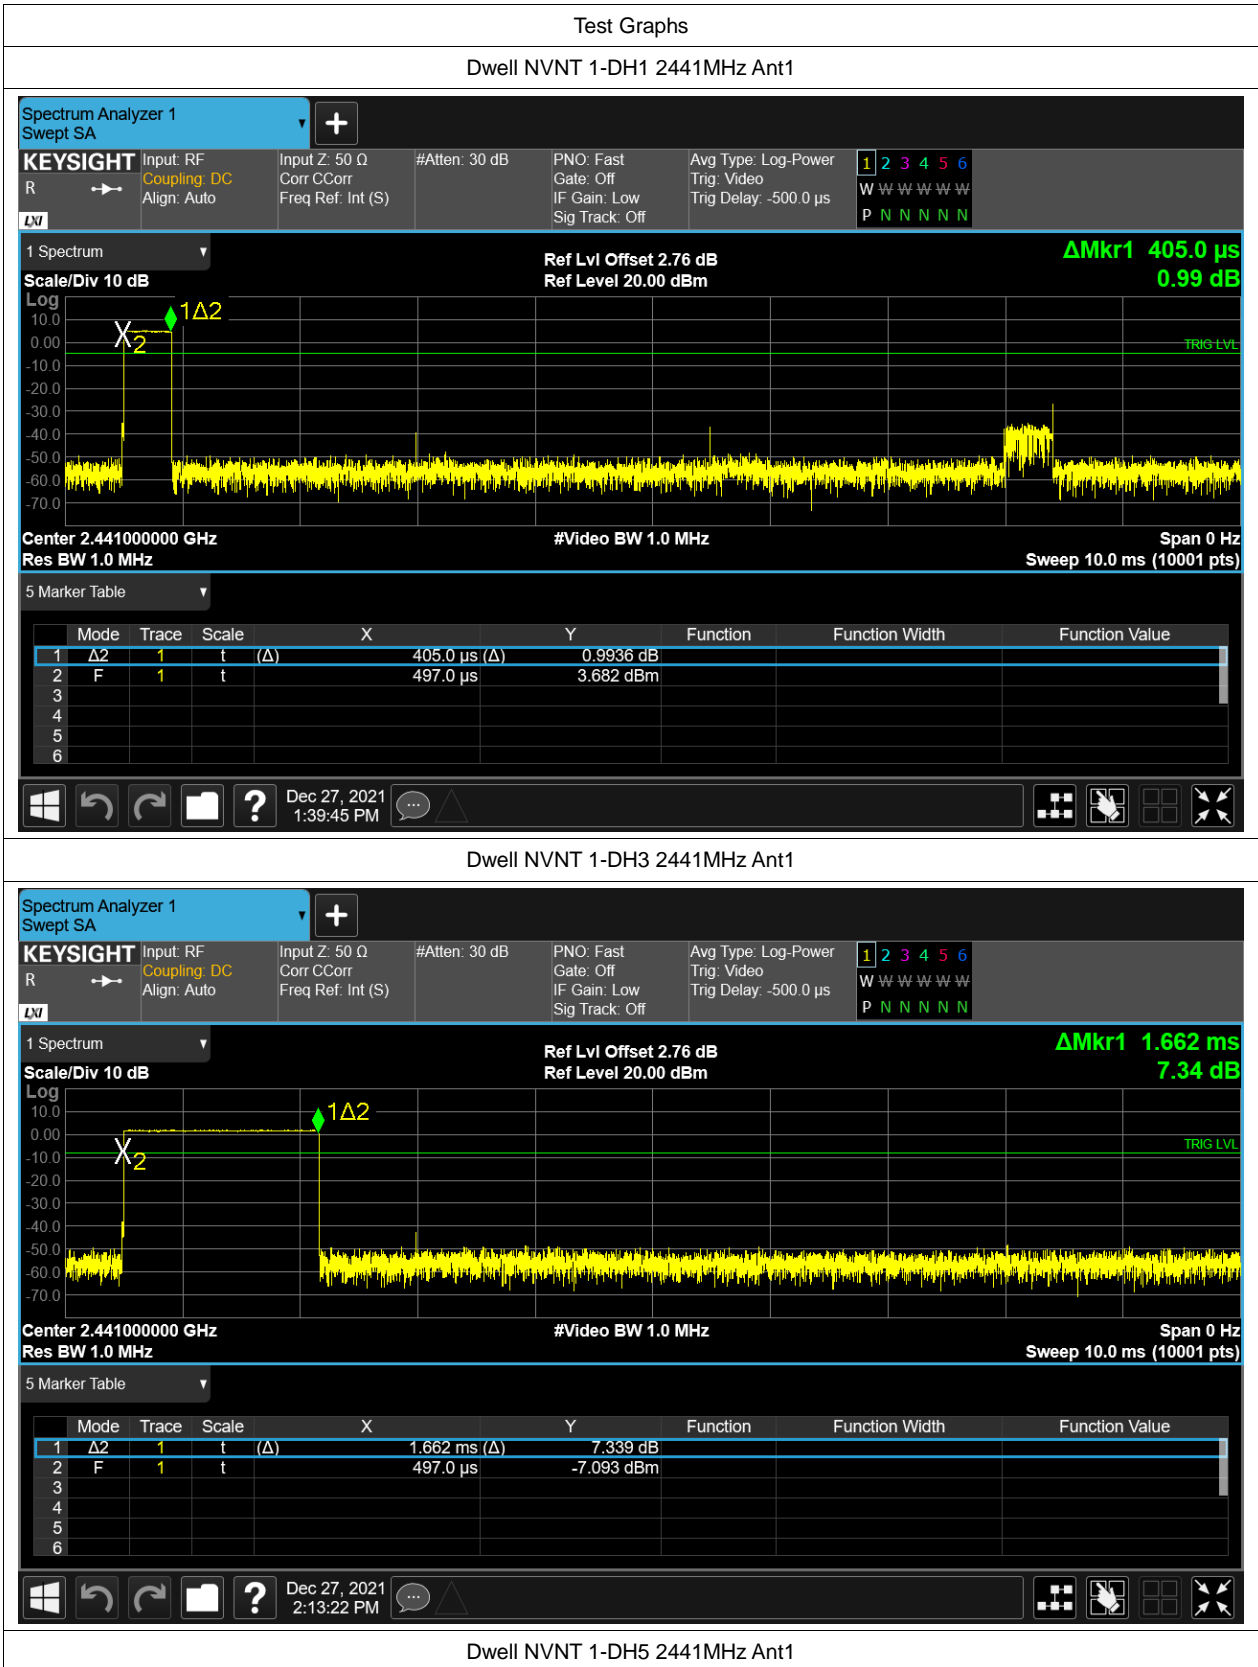 Test Graphs
Dwell NVNT 1-DH1 2441MHz Ant1
Spectrum Analyzer 1
Swept SA
KEYSIGHT Input: RF Input Z: 50 Ω #Atten: 30 dB PNO: Fast Avg Type: Log-Power 1 2 3 4 5 6
R Coupling: DC Corr CCorr Gate: Off Trig: Video W W W W W W
Align: Auto Freq Ref: Int (S) IF Gain: Low Trig Delay: -500.0 µs
LXI Sig Track: Off P N N N N N
1 Spectrum Ref Lvl Offset 2.76 dB ΔMkr1 405.0 µs
Scale/Div 10 dB Ref Level 20.00 dBm 0.99 dB
Log
1Δ2
10.0
X2
0.00
TRIG LVL
-10.0
-20.0
-30.0
-40.0
-50.0
-60.0
-70.0
Center 2.441000000 GHz #Video BW 1.0 MHz Span 0 Hz
Res BW 1.0 MHz Sweep 10.0 ms (10001 pts)
5 Marker Table
Mode Trace Scale X Y Function Function Width Function Value
1 Δ2 1 t (Δ) 405.0 µs (Δ) 0.9936 dB
2 F 1 t 497.0 µs 3.682 dBm
3
4
5
6
? Dec 27, 2021
1:39:45 PM
Dwell NVNT 1-DH3 2441MHz Ant1
Spectrum Analyzer 1
Swept SA
KEYSIGHT Input: RF Input Z: 50 Ω #Atten: 30 dB PNO: Fast Avg Type: Log-Power 1 2 3 4 5 6
R Coupling: DC Corr CCorr Gate: Off Trig: Video W W W W W W
Align: Auto Freq Ref: Int (S) IF Gain: Low Trig Delay: -500.0 µs
LXI Sig Track: Off P N N N N N
1 Spectrum Ref Lvl Offset 2.76 dB ΔMkr1 1.662 ms
Scale/Div 10 dB Ref Level 20.00 dBm 7.34 dB
Log
1Δ2
10.0
0.00
TRIG LVL
X2
-10.0
-20.0
-30.0
-40.0
-50.0
-60.0
-70.0
Center 2.441000000 GHz #Video BW 1.0 MHz Span 0 Hz
Res BW 1.0 MHz Sweep 10.0 ms (10001 pts)
5 Marker Table
Mode Trace Scale X Y Function Function Width Function Value
1 Δ2 1 t (Δ) 1.662 ms (Δ) 7.339 dB
2 F 1 t 497.0 µs -7.093 dBm
3
4
5
6
? Dec 27, 2021
2:13:22 PM
Dwell NVNT 1-DH5 2441MHz Ant1